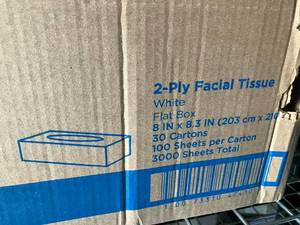 2-Ply Facial Tissue
White
Flat Box
8 IN x 8.3 IN (203 cm x 210
30 Cartons
100 Sheets per Carton
3000 Sheets Total